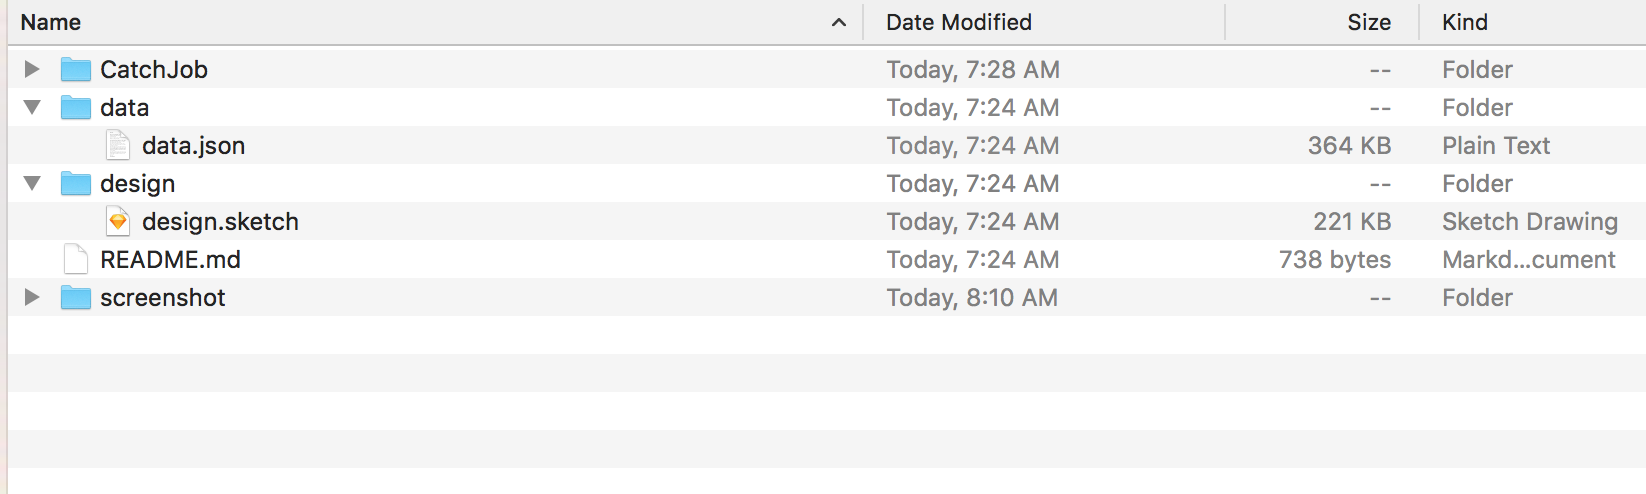 Name Date Modified Size Kind
CatchJob Today, 7:28 AM -- Folder
data Today, 7:24 AM -- Folder
data.json Today, 7:24 AM 364 KB Plain Text
design Today, 7:24 AM -- Folder
design.sketch Today, 7:24 AM 221 KB Sketch Drawing
README.md Today, 7:24 AM 738 bytes Markd...cument
screenshot Today, 8:10 AM -- Folder